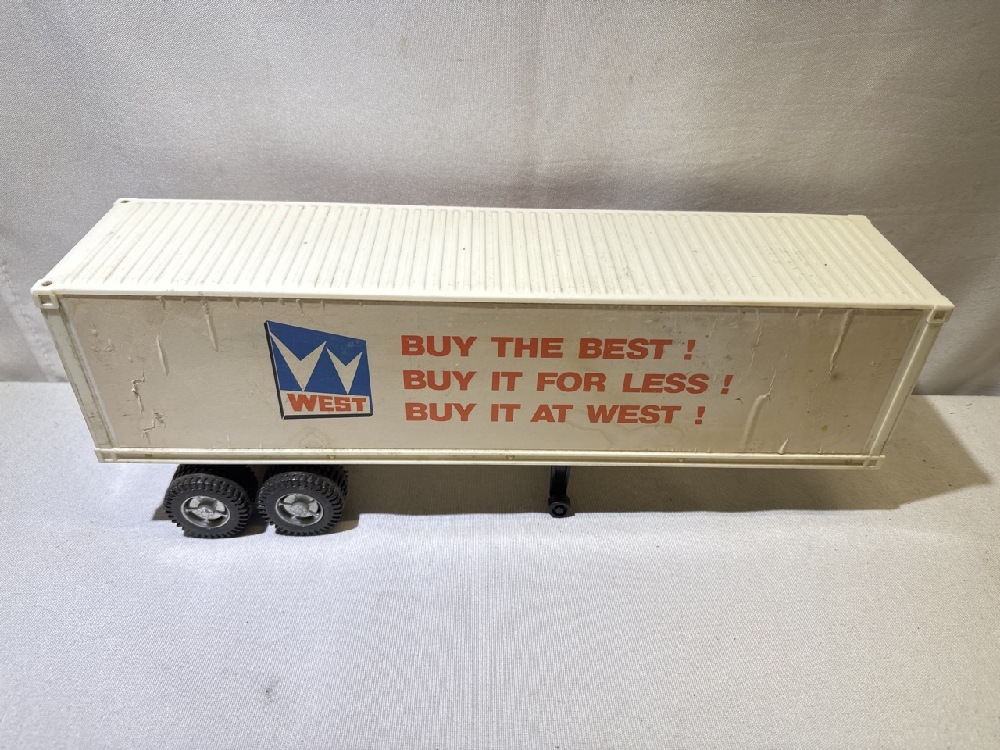 WEST
BUY THE BEST !
BUY IT FOR LESS !
BUY IT AT WEST !